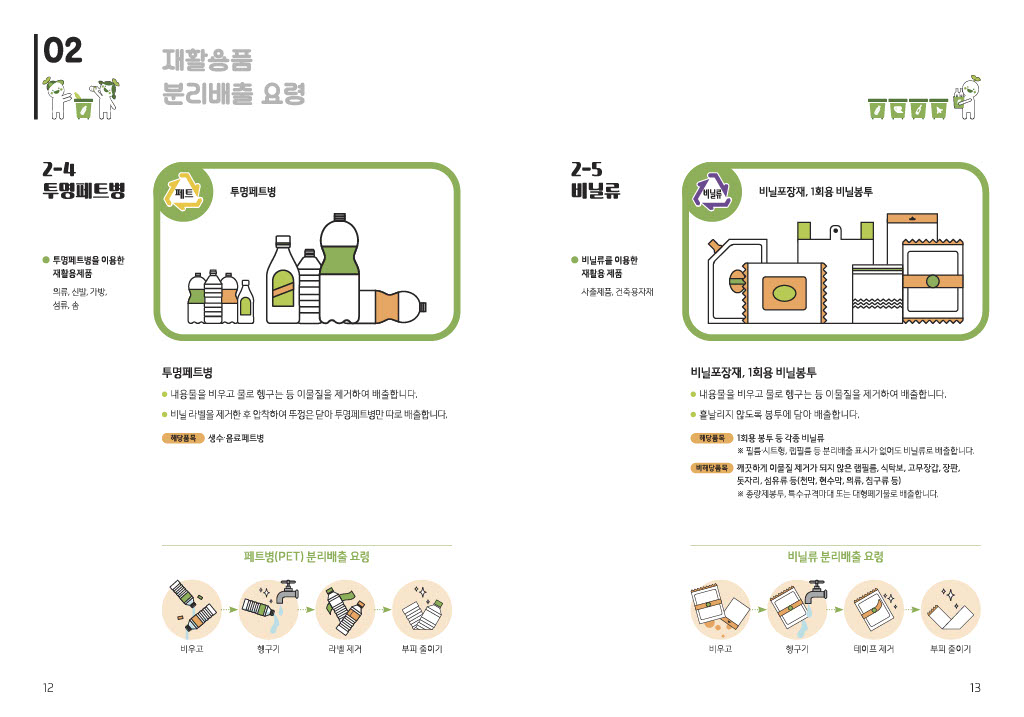 02
재활용품
분리배출 요령
2-4
투명페트병
페트
투명페트병
투명페트병을 이용한
재활용제품
의류, 신발, 가방,
섬류, 솜
투명페트병
내용물을 비우고 물로 헹구는 등 이물질을 제거하여 배출합니다.
비닐 라벨을 제거한 후 압착하여 뚜껑은 닫아 투명페트병만 따로 배출합니다.
해당품목 생수·음료페트병
페트병(PET) 분리배출 요령
비우고
헹구기
라벨 제거
부피 줄이기
12
2-5
비닐류
비닐류
비닐포장재, 1회용 비닐봉투
비닐류를 이용한
재활용 제품
사출제품, 건축용자재
비닐포장재, 1회용 비닐봉투
내용물을 비우고 물로 헹구는 등 이물질을 제거하여 배출합니다.
흩날리지 않도록 봉투에 담아 배출합니다.
해당품목 1회용 봉투 등 각종 비닐류
※ 필름·시트형, 랩필름 등 분리배출 표시가 없어도 비닐류로 배출합니다.
비해당품목 깨끗하게 이물질 제거가 되지 않은 랩필름, 식탁보, 고무장갑, 장판,
돗자리, 섬유류 등(천막, 현수막, 의류, 침구류 등)
※ 종량제봉투, 특수규격마대 또는 대형폐기물로 배출합니다.
비닐류 분리배출 요령
비우고
헹구기
테이프 제거
부피 줄이기
13